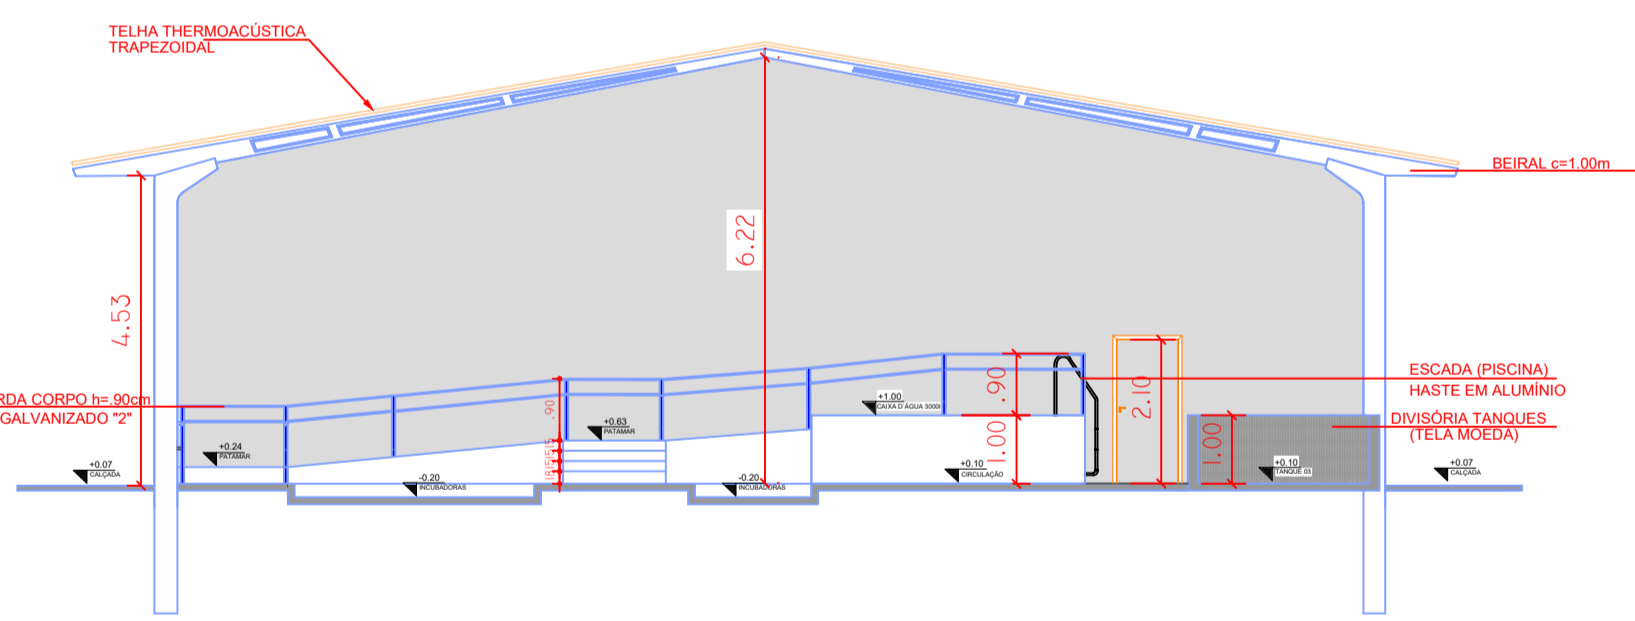 TELHA THERMOACÚSTICA
TRAPEZOIDAL
BEIRAL c=1.00m
6.22
4.53
ESCADA (PISCINA)
HASTE EM ALUMÍNIO
.90
2.10
RDA CORPO h=.90cm
GALVANIZADO "2"
.90
+1.00
CAIXA D´ÁGUA 3000l
DIVISÓRIA TANQUES
(TELA MOEDA)
+0.63
PATAMAR
1.00
1.00
+0.24
PATAMAR
+0.07
CALÇADA
-0.20
INCUBADORAS
-0.20
INCUBADORAS
+0.10
CIRCULAÇÃO
+0.10
TANQUE 03
+0.07
CALÇADA